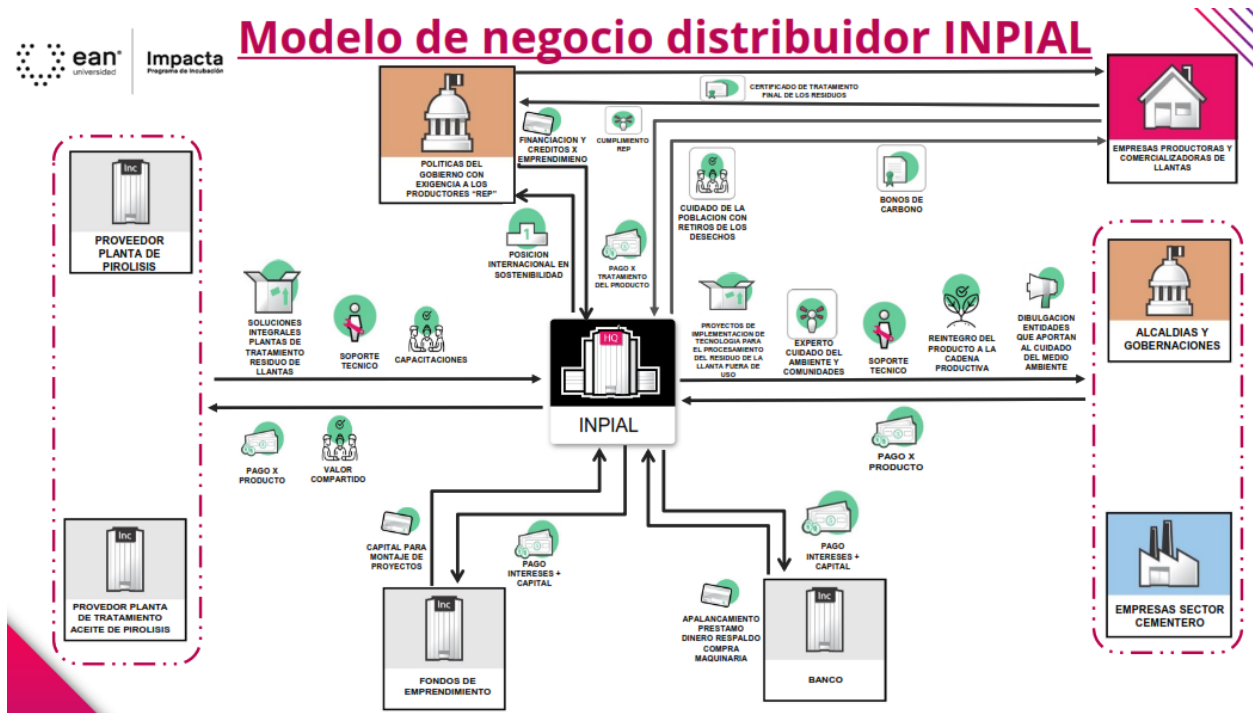 Modelo de negocio distribuidor INPIAL
ean®
universidad
Impacta
Programa de Incubación
POLITICAS DEL
GOBIERNO CON
EXIGENCIA A LOS
PRODUCTORES “REP”
FINANCIACION Y
CREDITOS X
EMPRENDIMIENO
CUMPLIMIENTO
REP
CERTIFICADO DE TRATAMIENTO
FINAL DE LOS RESIDUOS
EMPRESAS PRODUCTORAS Y
COMERCIALIZADORAS DE
LLANTAS
CUIDADO DE LA
POBLACION CON
RETIROS DE LOS
DESECHOS
BONOS DE
CARBONO
Inc
PROVEEDOR
PLANTA DE
PIROLISIS
1
POSICION
INTERNACIONAL EN
SOSTENIBILIDAD
PAGO X
TRATAMIENTO
DEL PRODUCTO
SOLUCIONES
INTEGRALES
PLANTAS DE
TRATAMIENTO
RESIDUO DE
LLANTAS
SOPORTE
TECNICO
CAPACITACIONES
HQ
INPIAL
PROYECTOS DE
IMPLEMENTACION DE
TECNOLOGIA PARA
EL PROCESAMIENTO
DEL RESIDUO DE LA
LLANTA FUERA DE
USO
EXPERTO
CUIDADO DEL
AMBIENTE Y
COMUNIDADES
SOPORTE
TECNICO
REINTEGRO DEL
PRODUCTO A LA
CADENA
PRODUCTIVA
DIBULGACION
ENTIDADES
QUE APORTAN
AL CUIDADO
DEL MEDIO
AMBIENTE
ALCALDIAS Y
GOBERNACIONES
PAGO X
PRODUCTO
VALOR
COMPARTIDO
PAGO X
PRODUCTO
Inc
PROVEDOR PLANTA
DE TRATAMIENTO
ACEITE DE PIROLISIS
CAPITAL PARA
MONTAJE DE
PROYECTOS
PAGO
INTERESES +
CAPITAL
Inc
FONDOS DE
EMPRENDIMIENTO
APALANCAMIENTO
PRESTAMO
DINERO RESPALDO
COMPRA
MAQUINARIA
PAGO
INTERESES +
CAPITAL
Inc
BANCO
EMPRESAS SECTOR
CEMENTERO